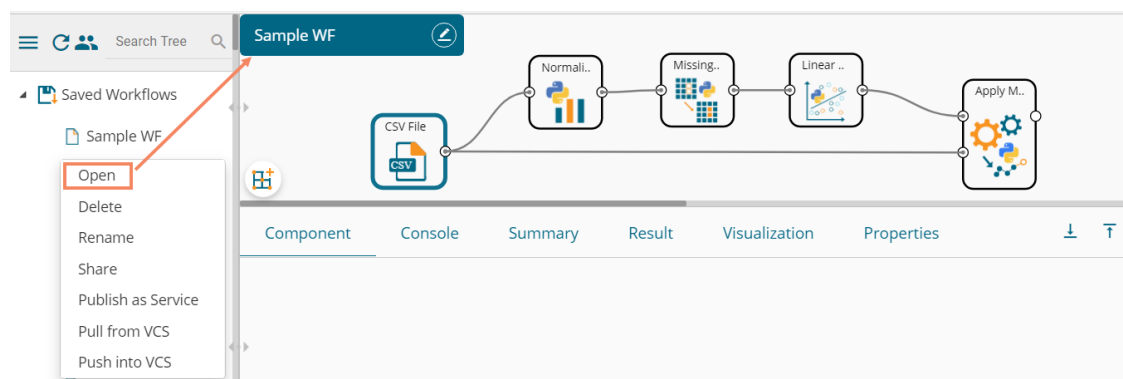 Search Tree
Saved Workflows
Sample WF
Open
Delete
Rename
Share
Publish as Service
Pull from VCS
Push into VCS
Sample WF
CSV File
CSV
Normali..
Missing..
Linear ..
Apply M..
Component Console Summary Result Visualization Properties